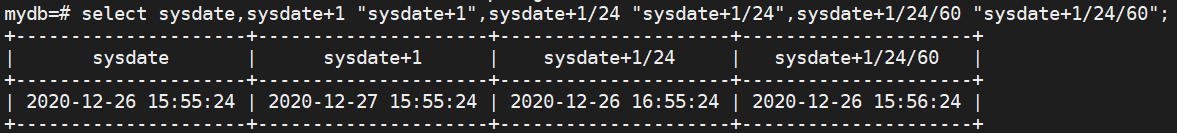 mydb=# select sysdate,sysdate+1 "sysdate+1",sysdate+1/24 "sysdate+1/24",sysdate+1/24/60 "sysdate+1/24/60";
+---------------------+---------------------+---------------------+---------------------+
|       sysdate       |      sysdate+1      |    sysdate+1/24     |   sysdate+1/24/60   |
+---------------------+---------------------+---------------------+---------------------+
| 2020-12-26 15:55:24 | 2020-12-27 15:55:24 | 2020-12-26 16:55:24 | 2020-12-26 15:56:24 |
+---------------------+---------------------+---------------------+---------------------+